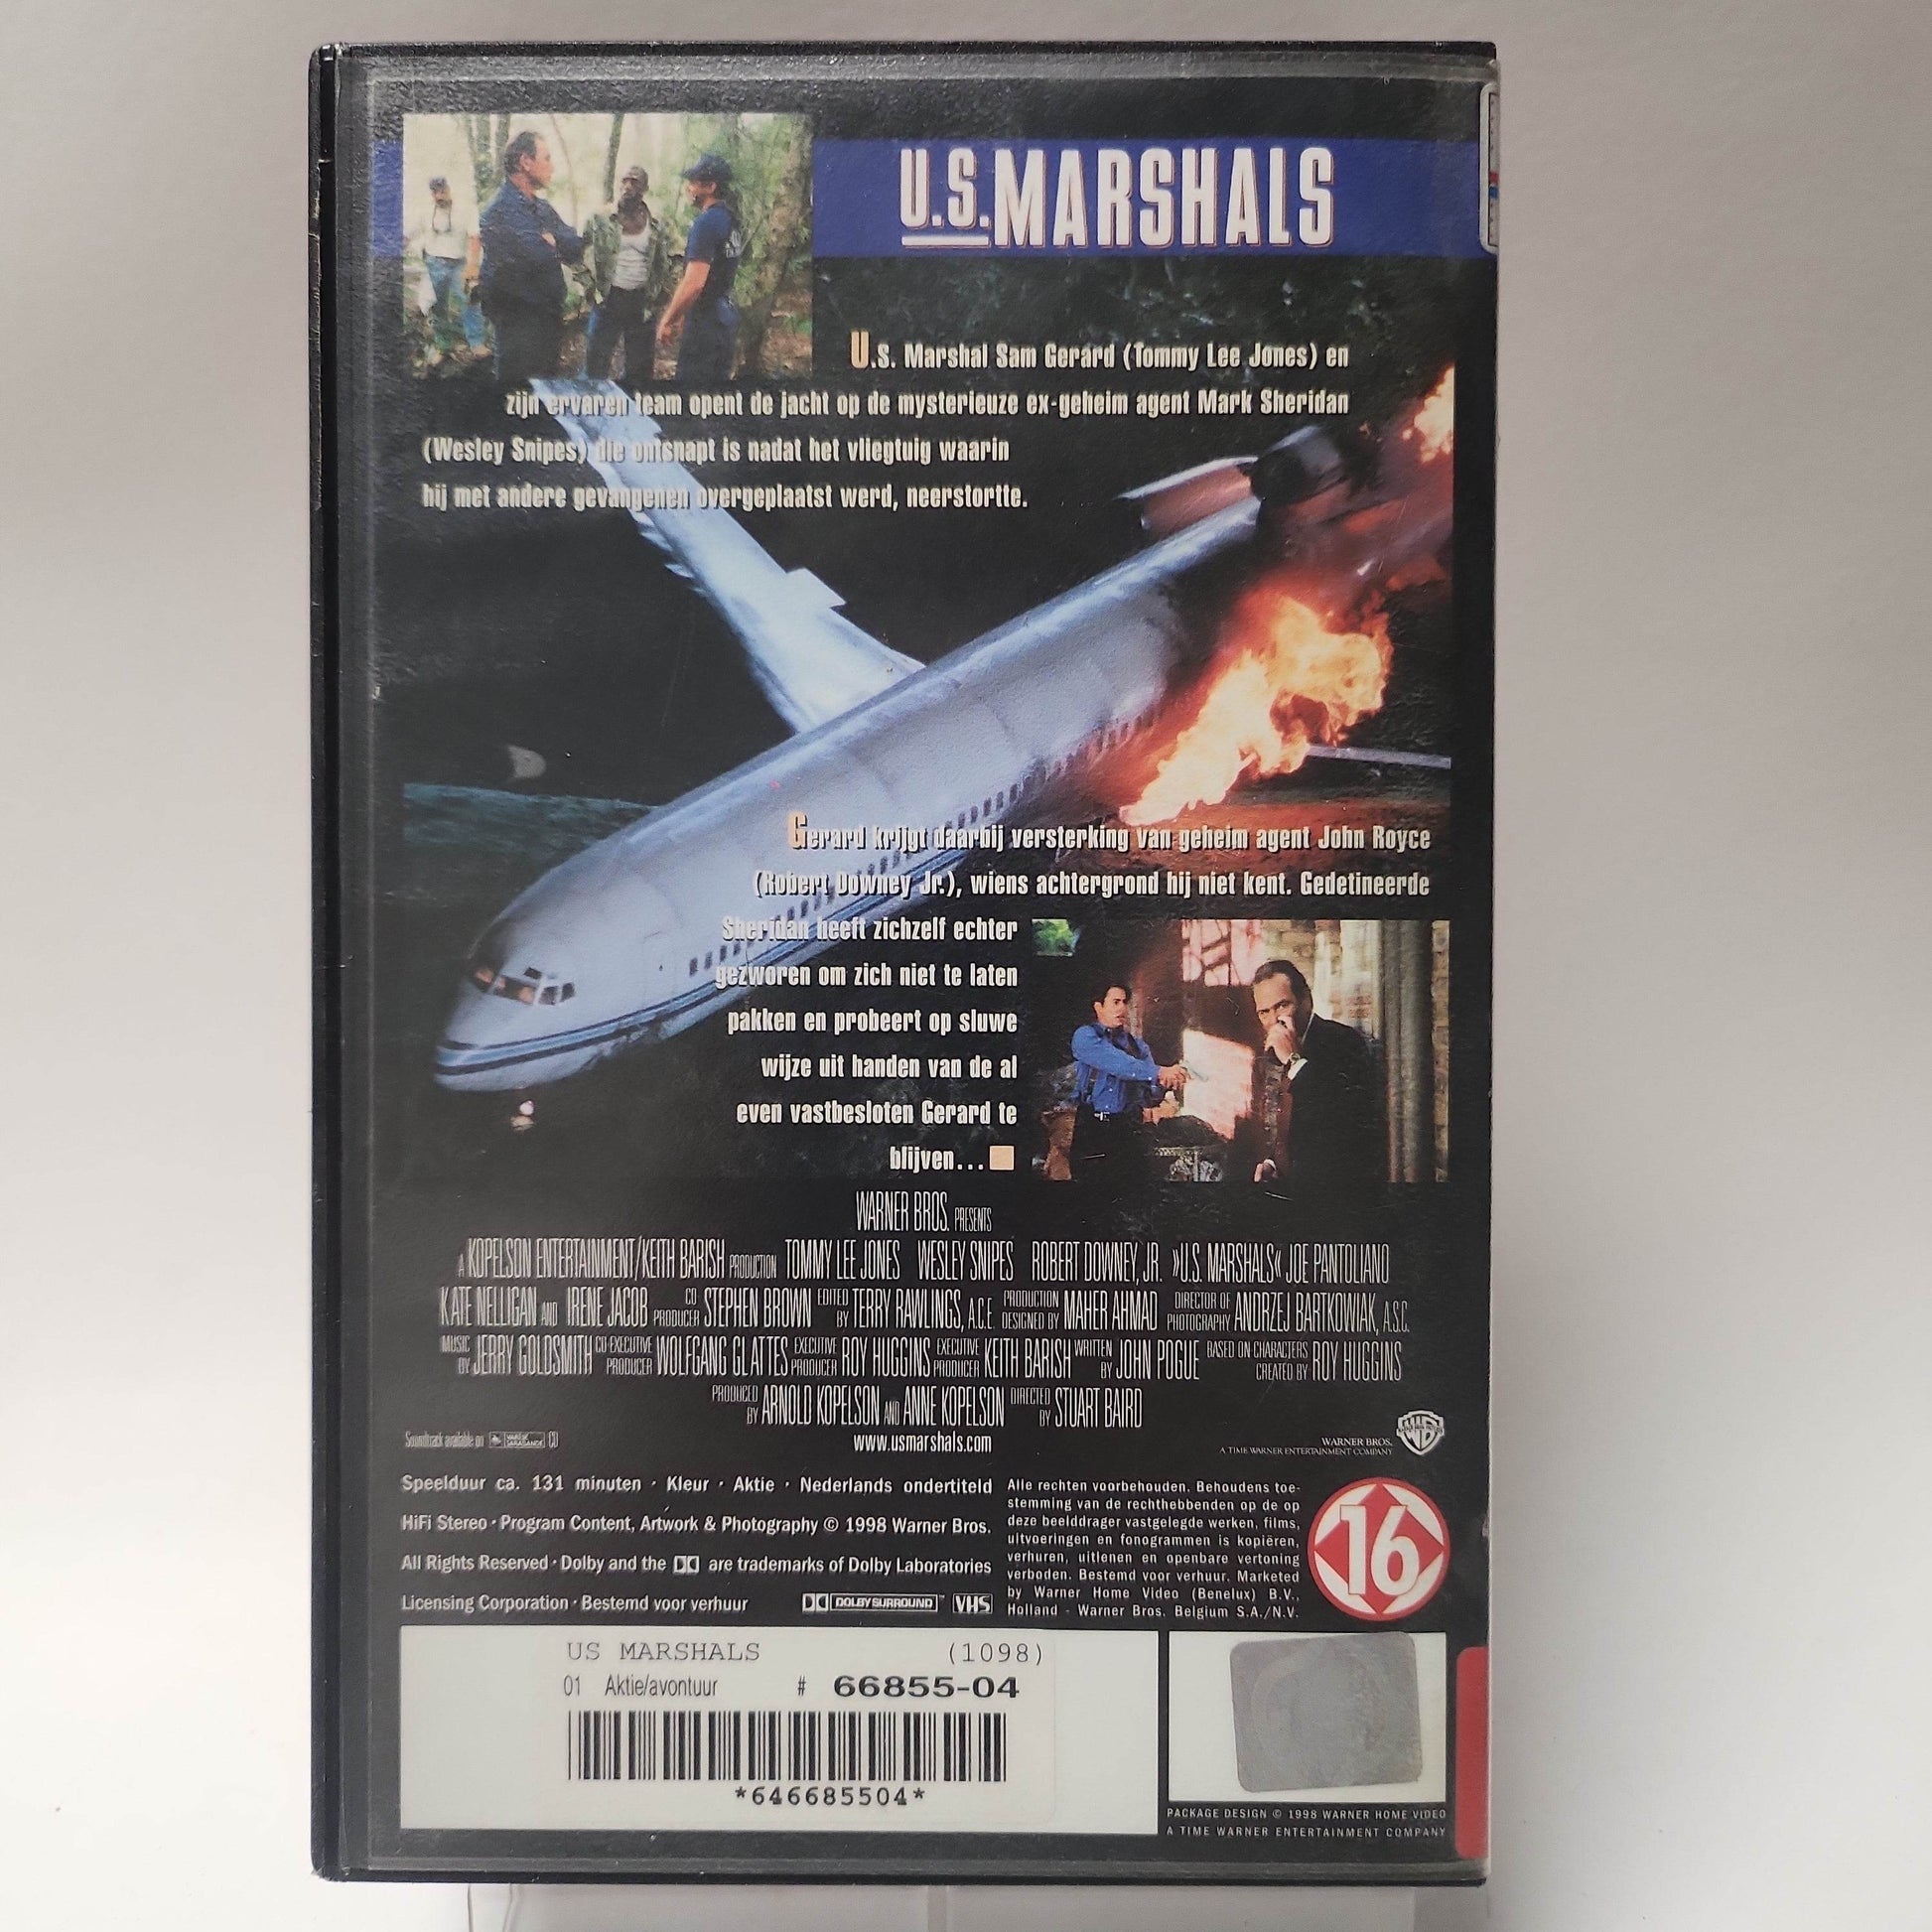 U.S. MARSHALS
U.S. Marshal Sam Gerard (Tommy Lee Jones) en
zijn ervaren team opent de jacht op de mysterieuze ex-geheim agent Mark Sheridan
(Wesley Snipes) die ontsnapt is nadat het vliegtuig waarin
hij met andere gevangenen overgeplaatst werd, neerstortte.
Gerard krijgt daarbij versterking van geheim agent John Royce
(Robert Downey Jr.), wiens achtergrond hij niet kent. Gedetineerde
Sheridan heeft zichzelf echter
gezworen om zich niet te laten
pakken en probeert op sluwe
wijze uit handen van de al
even vastbesloten Gerard te
blijven...
WARNER BROS. PRESENTS
A KOPELSON ENTERTAINMENT/KEITH BARISH PRODUCTION TOMMY LEE JONES WESLEY SNIPES ROBERT DOWNEY, JR. »U.S. MARSHALS« JOE PANTOLIANO
KATE NELLIGAN AND IRENE JACOB CO PRODUCER STEPHEN BROWN EDITED BY TERRY RAWLINGS, A.C.E. PRODUCTION DESIGNED BY MAHER AHMAD DIRECTOR OF PHOTOGRAPHY ANDRZEJ BARTKOWIAK, A.S.C.
MUSIC BY JERRY GOLDSMITH CO-EXECUTIVE PRODUCER WOLFGANG GLATTES EXECUTIVE PRODUCER ROY HUGGINS EXECUTIVE PRODUCER KEITH BARISH WRITTEN BY JOHN POGUE BASED ON CHARACTERS CREATED BY ROY HUGGINS
PRODUCED BY ARNOLD KOPELSON AND ANNE KOPELSON DIRECTED BY STUART BAIRD
Soundtrack available on VARÈSE SARABANDE CD
www.usmarshals.com
WARNER BROS.
A TIME WARNER ENTERTAINMENT COMPANY
WB
Speelduur ca. 131 minuten · Kleur · Aktie · Nederlands ondertiteld
HiFi Stereo · Program Content, Artwork & Photography © 1998 Warner Bros.
All Rights Reserved · Dolby and the DD are trademarks of Dolby Laboratories
Licensing Corporation · Bestemd voor verhuur
DOLBY SURROUND™ VHS
Alle rechten voorbehouden. Behoudens toe-
stemming van de rechthebbenden op de op
deze beelddrager vastgelegde werken, films,
uitvoeringen en fonogrammen is kopiëren,
verhuren, uitlenen en openbare vertoning
verboden. Bestemd voor verhuur. Marketed
by Warner Home Video (Benelux) B.V.,
Holland - Warner Bros. Belgium S.A./N.V.
16
US MARSHALS (1098)
01 Aktie/avontuur # 66855-04
*646685504*
PACKAGE DESIGN © 1998 WARNER HOME VIDEO
A TIME WARNER ENTERTAINMENT COMPANY